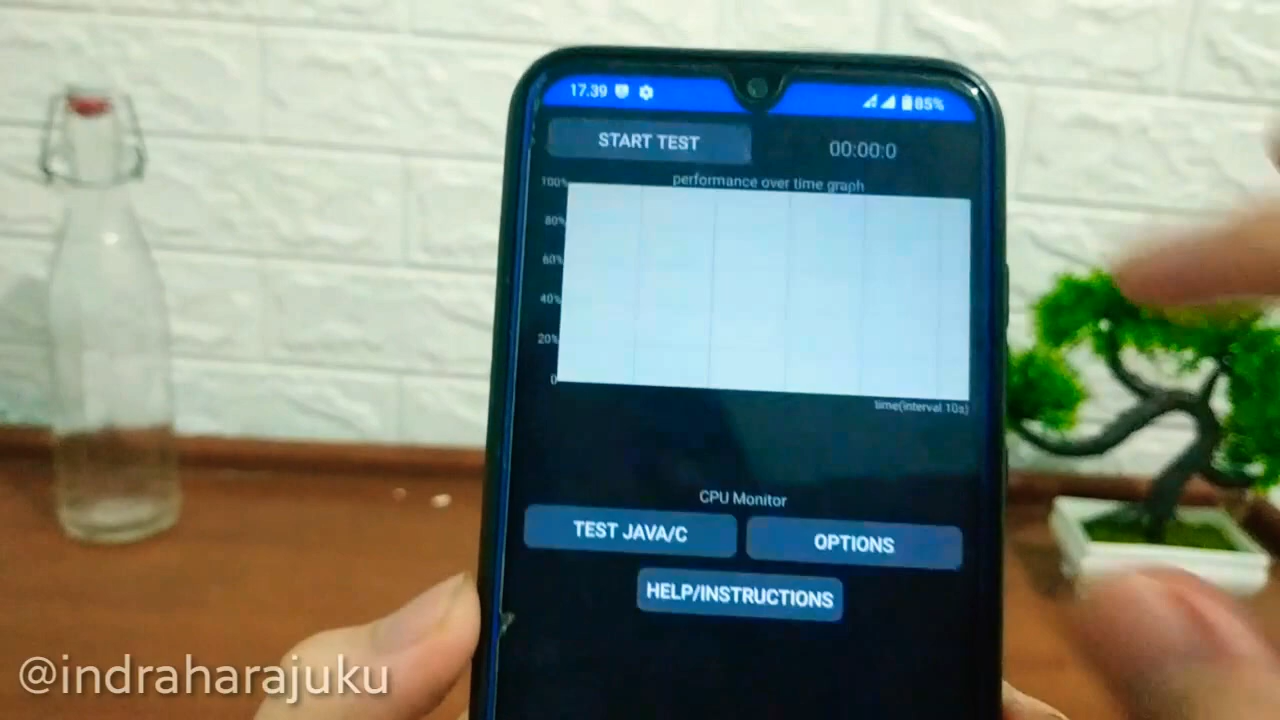 17.39
85%
START TEST
00:00:0
performance over time graph
100%
80%
60%
40%
20%
0
time(interval 10s)
CPU Monitor
TEST JAVA/C
OPTIONS
HELP/INSTRUCTIONS
@indraharajuku